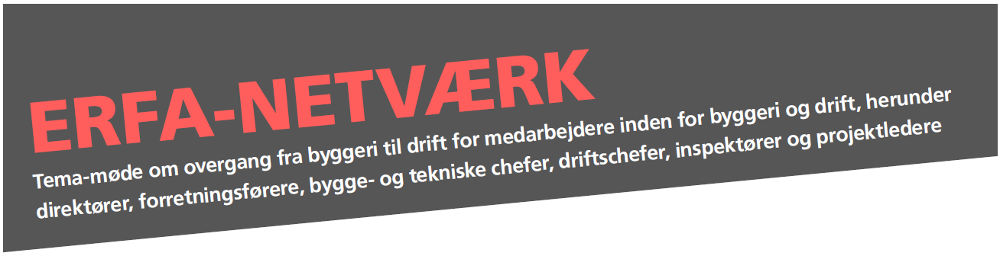 ERFA-NETVÆRK
Tema-møde om overgang fra byggeri til drift for medarbejdere inden for byggeri og drift, herunder
direktører, forretningsførere, bygge- og tekniske chefer, driftschefer, inspektører og projektledere